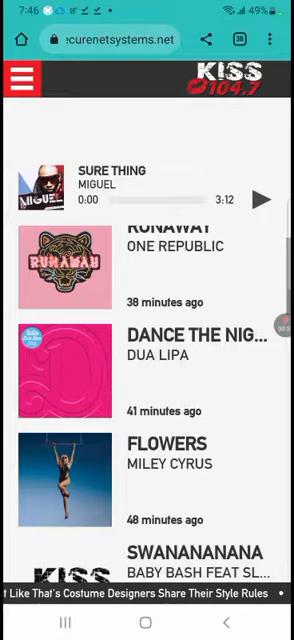 7:46
49%
ecurenetsystems.net
38
KISS
104.7
SURE THING
MIGUEL
MIGUEL
0:00
3:12
RUNAWAY
ONE REPUBLIC
RUNAWAY
38 minutes ago
DANCE THE NIG...
DUA LIPA
41 minutes ago
FLOWERS
MILEY CYRUS
48 minutes ago
SWANANANANA
BABY BASH FEAT SL...
KISS
t Like That's Costume Designers Share Their Style Rules •